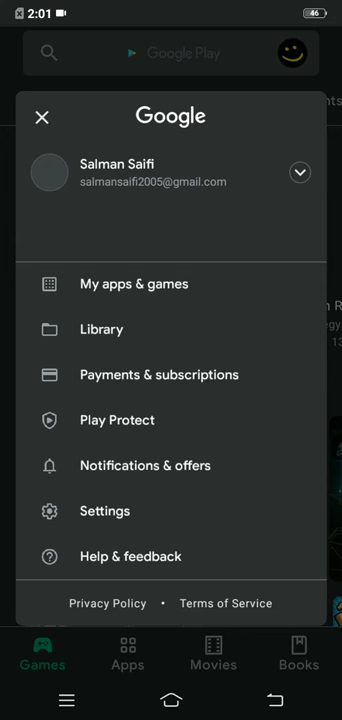 2:01
46
Google Play
Google
Salman Saifi
salmansaifi2005@gmail.com
My apps & games
Library
Payments & subscriptions
Play Protect
Notifications & offers
Settings
Help & feedback
Privacy Policy • Terms of Service
Games Apps Movies Books